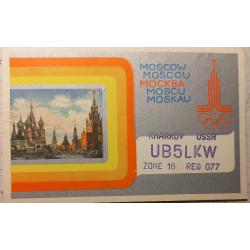 MOSCOW
MOSCOU
МОСКВА
MOSCU
MOSKAU
KHARKOV USSR
UB5LKW
ZONE 16 REG 077